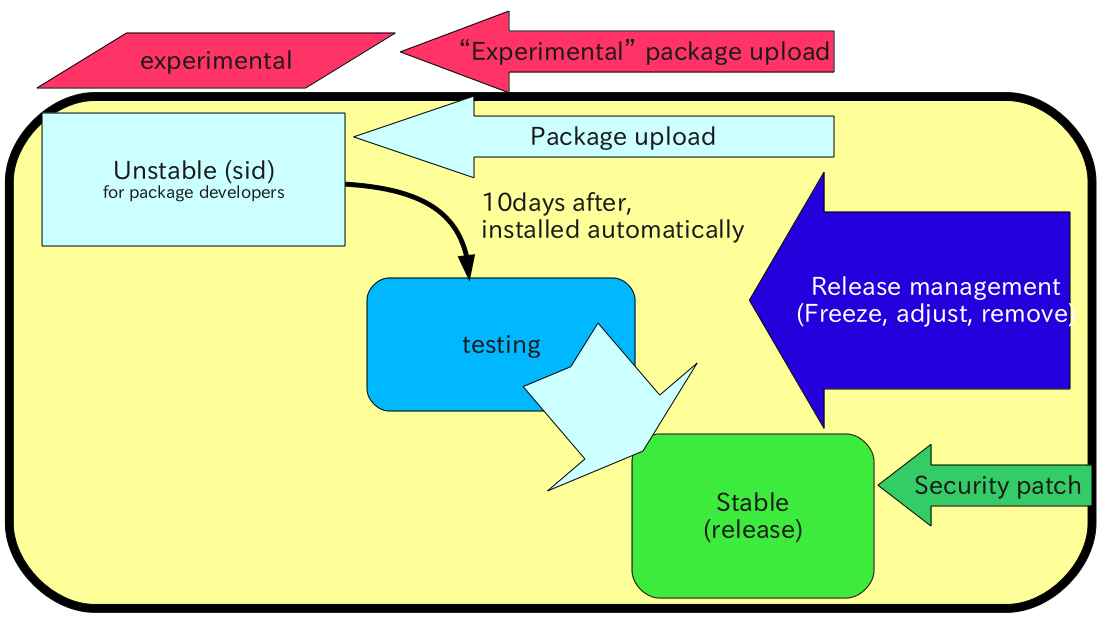 experimental
“Experimental” package upload
Package upload
Unstable (sid)
for package developers
10days after,
installed automatically
Release management
(Freeze, adjust, remove)
testing
Security patch
Stable
(release)